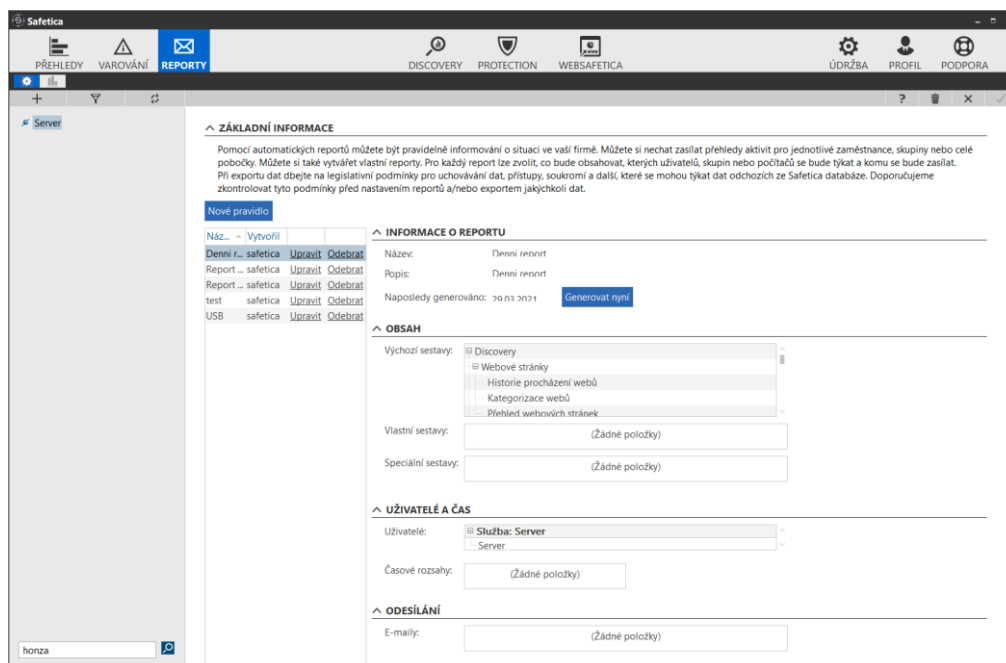 Safetica
PŘEHLEDY VAROVÁNÍ REPORTY DISCOVERY PROTECTION WEBSAFETICA ÚDRŽBA PROFIL PODPORA
Server
ZÁKLADNÍ INFORMACE
Pomocí automatických reportů můžete být pravidelně informování o situaci ve vaší firmě. Můžete si nechat zasílat přehledy aktivit pro jednotlivé zaměstnance, skupiny nebo celé
pobočky. Můžete si také vytvářet vlastní reporty. Pro každý report lze zvolit, co bude obsahovat, kterých uživatelů, skupin nebo počítačů se bude týkat a komu se bude zasílat.
Při exportu dat dbejte na legislativní podmínky pro uchovávání dat, přístupy, soukromí a další, které se mohou týkat dat odchozích ze Safetica databáze. Doporučujeme
zkontrolovat tyto podmínky před nastavením reportů a/nebo exportem jakýchkoli dat.
Nové pravidlo
Náz... Vytvořil
Denni r... safetica Upravit Odebrat
Report ... safetica Upravit Odebrat
Report ... safetica Upravit Odebrat
test safetica Upravit Odebrat
USB safetica Upravit Odebrat
INFORMACE O REPORTU
Název: Denni report
Popis: Denni report
Naposledy generováno: 29.03.2021 Generovat nyní
OBSAH
Výchozí sestavy: Discovery
Webové stránky
Historie procházení webů
Kategorizace webů
Přehled webových stránek
Vlastní sestavy: (Žádné položky)
Speciální sestavy: (Žádné položky)
UŽIVATELÉ A ČAS
Uživatelé: Služba: Server
Server
Časové rozsahy: (Žádné položky)
ODESÍLÁNÍ
E-maily: (Žádné položky)
honza